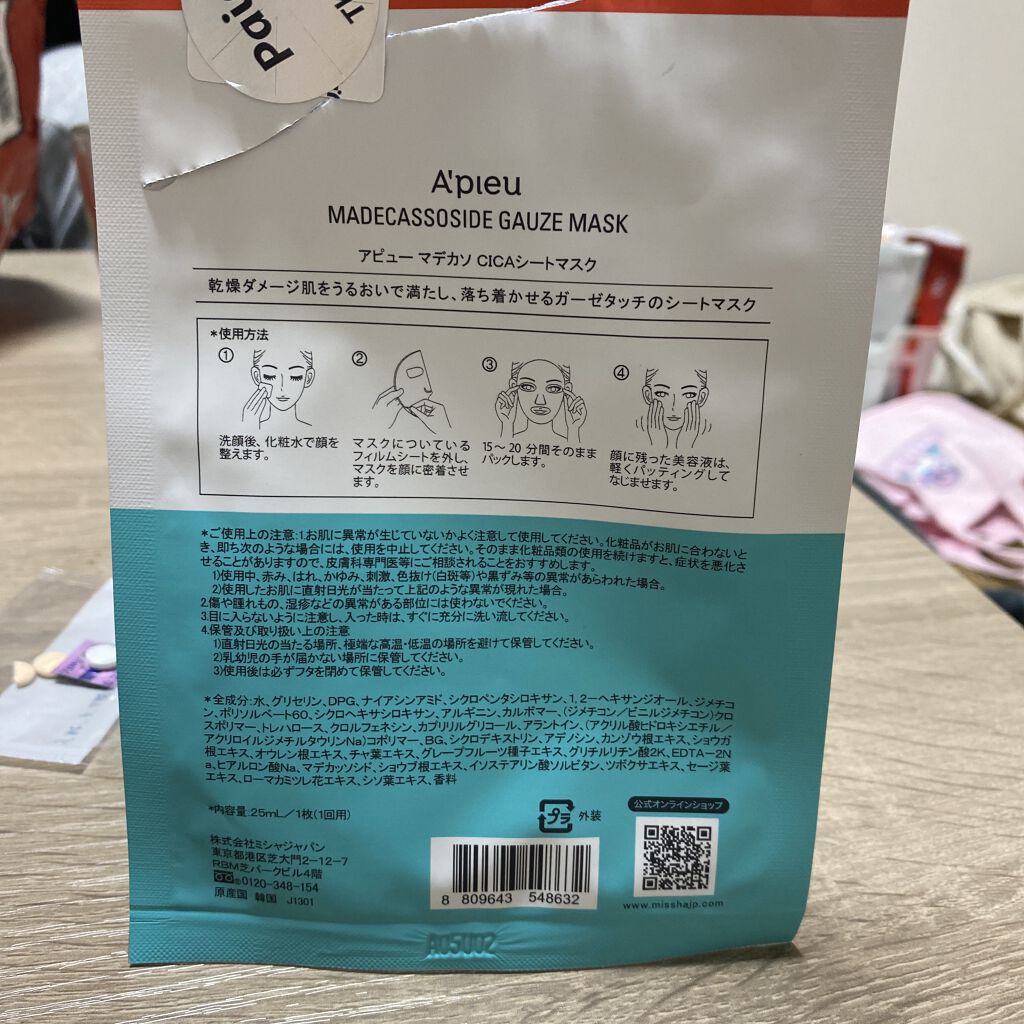 Pai
Th
A'pieu
MADECASSOSIDE GAUZE MASK
アピュー マデカソ CICAシートマスク
乾燥ダメージ肌をうるおいで満たし、落ち着かせるガーゼタッチのシートマスク
*使用方法
①
洗顔後、化粧水で顔を
整えます。
②
マスクについている
フィルムシートを外し、
マスクを顔に密着させ
ます。
③
15～20 分間そのまま
パックします。
④
顔に残った美容液は、
軽くパッティングして
なじませます。
*ご使用上の注意:1.お肌に異常が生じていないかよく注意して使用してください。化粧品がお肌に合わないと
き、即ち次のような場合には、使用を中止してください。そのまま化粧品類の使用を続けますと、症状を悪化さ
せることがありますので、皮膚科専門医等にご相談されることをおすすめします。
1)使用中、赤み、はれ、かゆみ、刺激、色抜け(白斑等)や黒ずみ等の異常があらわれた場合。
2)使用したお肌に直射日光が当たって上記のような異常が現れた場合。
2.傷や腫れもの、湿疹などの異常がある部位には使わないでください。
3.目に入らないように注意し、入った時は、すぐに充分に洗い流してください。
4.保管及び取り扱い上の注意
1)直射日光の当たる場所、極端な高温・低温の場所を避けて保管してください。
2)乳幼児の手が届かない場所に保管してください。
3)使用後は必ずフタを閉めて保管してください。
*全成分:水、グリセリン、DPG、ナイアシンアミド、シクロペンタシロキサン、1,2-ヘキサンジオール、ジメチコ
ン、ポリソルベート60、シクロヘキサシロキサン、アルギニン、カルボマー、(ジメチコン/ビニルジメチコン)クロ
スポリマー、トレハロース、クロルフェネシン、カプリリルグリコール、アラントイン、(アクリル酸ヒドロキシエチル/
アクリロイルジメチルタウリンNa)コポリマー、BG、シクロデキストリン、アデノシン、カンゾウ根エキス、ショウガ
根エキス、オウレン根エキス、チャ葉エキス、グレープフルーツ種子エキス、グリチルリチン酸2K、EDTA-2N
a、ヒアルロン酸Na、マデカッソシド、ショウブ根エキス、イソステアリン酸ソルビタン、ツボクサエキス、セージ葉
エキス、ローマカミツレ花エキス、シソ葉エキス、香料
*内容量:25mL/1枚(1回用)
プラ 外装
公式オンラインショップ
株式会社ミシャジャパン
東京都港区芝大門2-12-7
RBM芝パークビル4階
0120-348-154
原産国 韓国 J1301
8 809643 548632
www.misshajp.com
A05U02